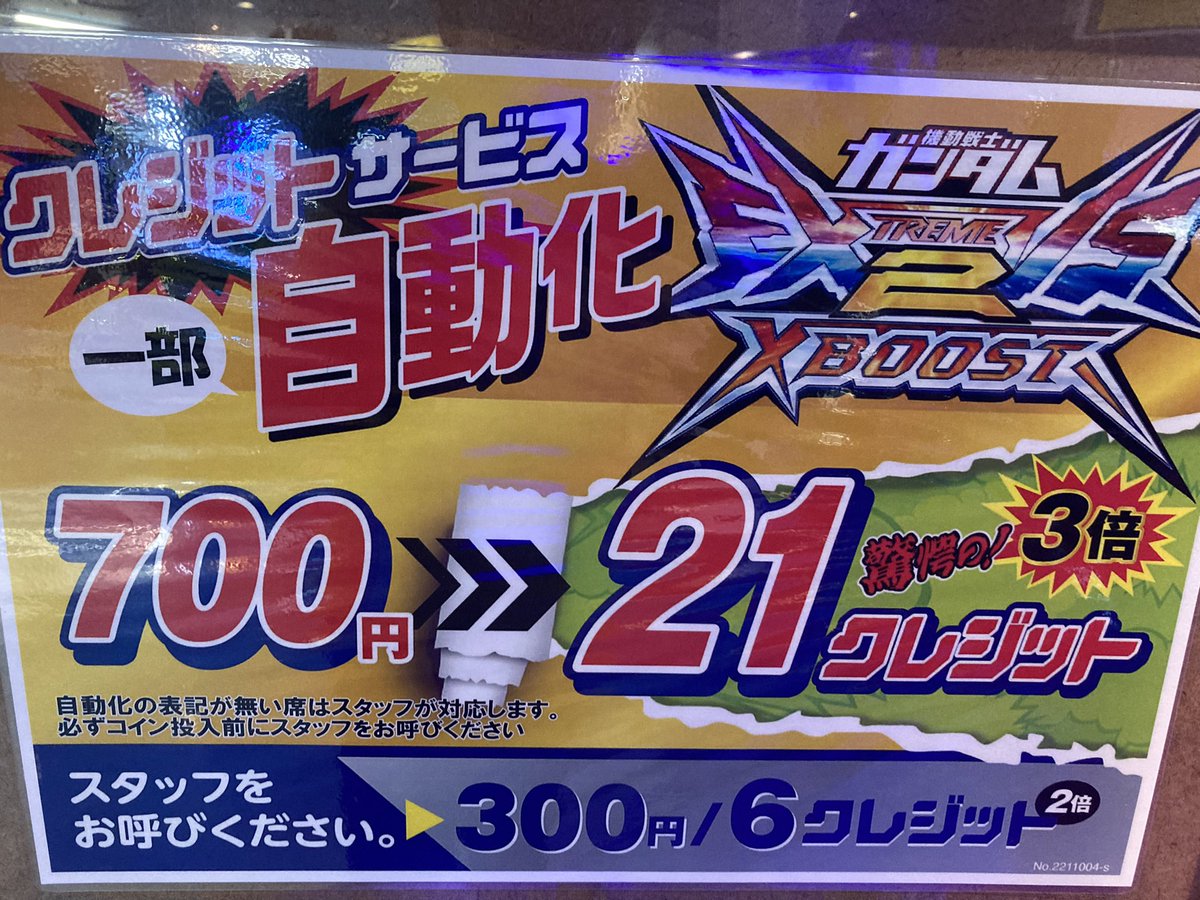 クレジットサービス
一部
自動化
機動戦士
ガンダム
EXTREME VS
2
XBOOST
700円
21クレジット
驚愕の!
3倍
自動化の表記が無い席はスタッフが対応します。
必ずコイン投入前にスタッフをお呼びください
スタッフを
お呼びください。
300円/6クレジット
2倍
No.2211004-s